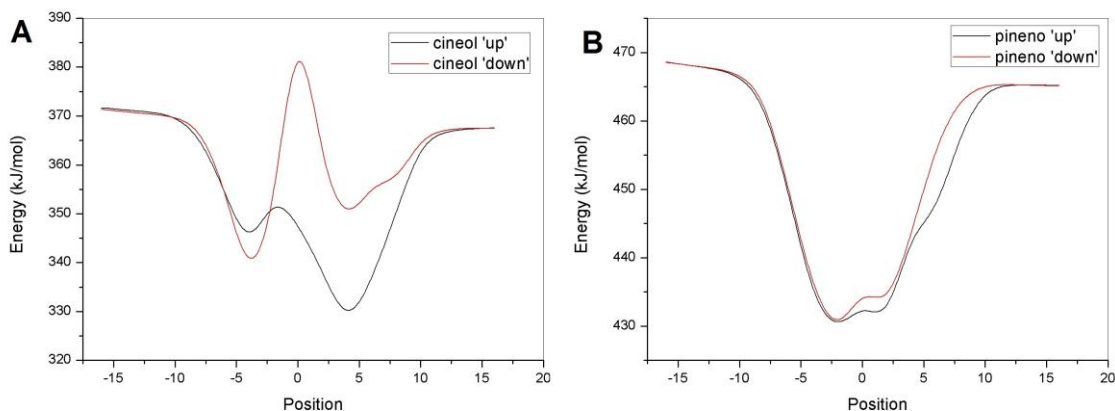 A
cineol 'up'
cineol 'down'
Energy (kJ/mol)
390
380
370
360
350
340
330
320
-15
-10
-5
0
5
10
15
20
Position
B
pineno 'up'
pineno 'down'
Energy (kJ/mol)
470
460
450
440
430
-15
-10
-5
0
5
10
15
20
Position